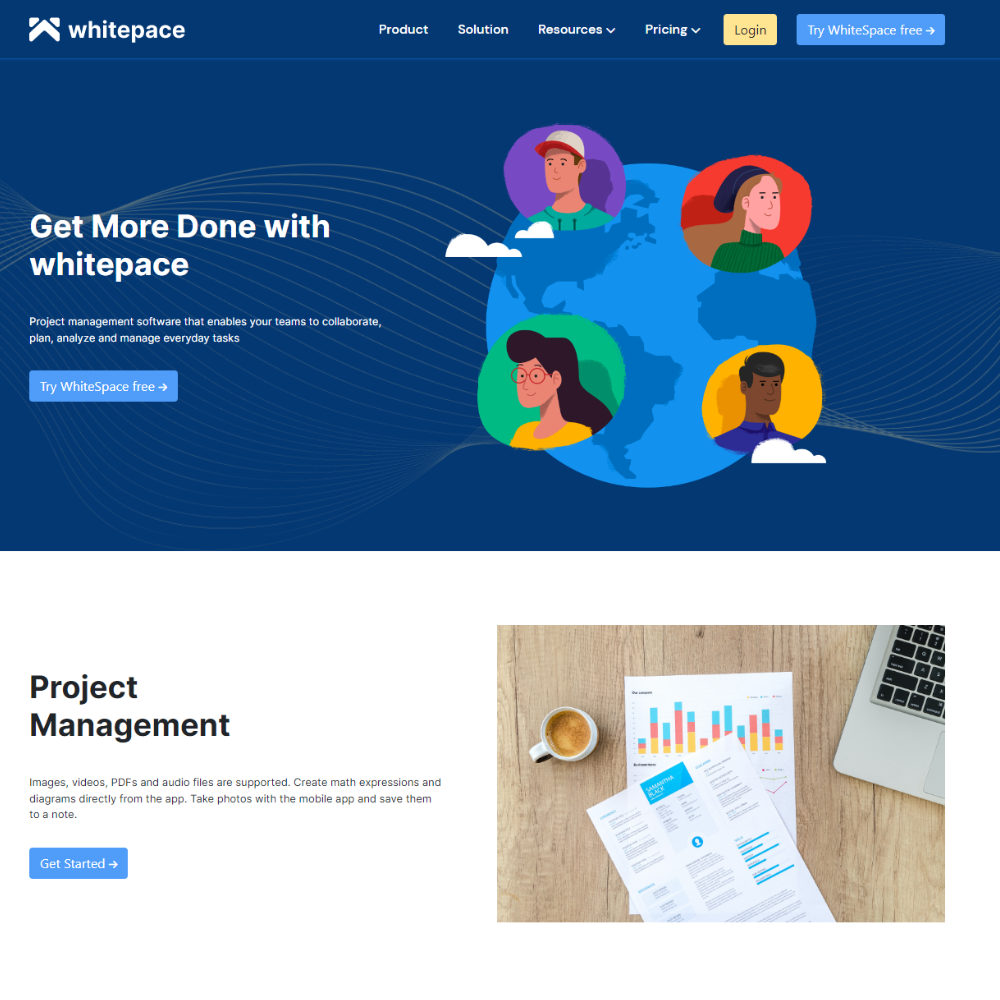 whitepace
Product
Solution
Resources
Pricing
Login
Try WhiteSpace free →
Get More Done with
whitepace
Project management software that enables your teams to collaborate,
plan, analyze and manage everyday tasks
Try WhiteSpace free →
Project
Management
Images, videos, PDFs and audio files are supported. Create math expressions and
diagrams directly from the app. Take photos with the mobile app and save them
to a note.
Get Started →
SAMANTHA
BLACK